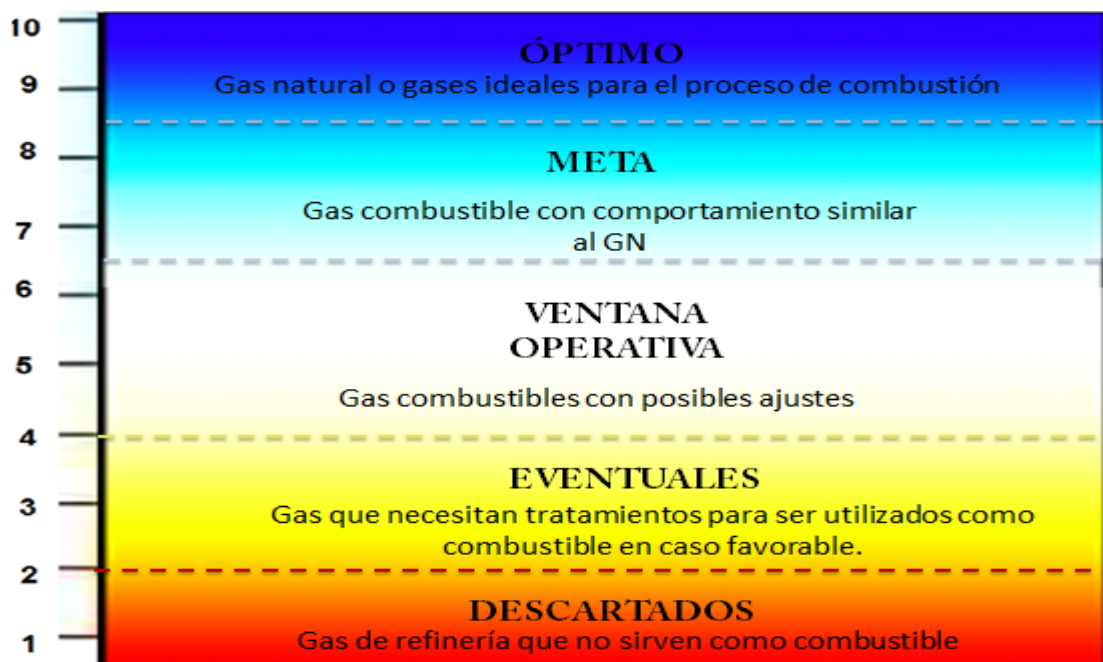 10
ÓPTIMO
9
Gas natural o gases ideales para el proceso de combustión
8
META
7
Gas combustible con comportamiento similar
al GN
6
VENTANA
OPERATIVA
5
Gas combustibles con posibles ajustes
4
EVENTUALES
3
Gas que necesitan tratamientos para ser utilizados como
combustible en caso favorable.
2
DESCARTADOS
1
Gas de refinería que no sirven como combustible